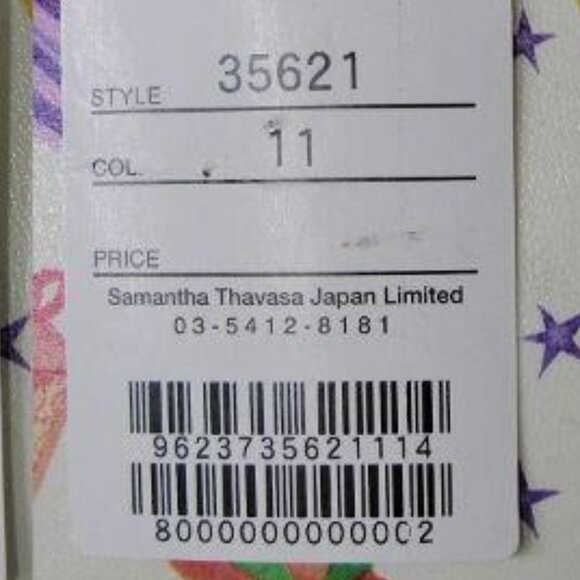 STYLE 35621
COL. 11
PRICE
Samantha Thavasa Japan Limited
03-5412-8181
9623735621114
8000000000002